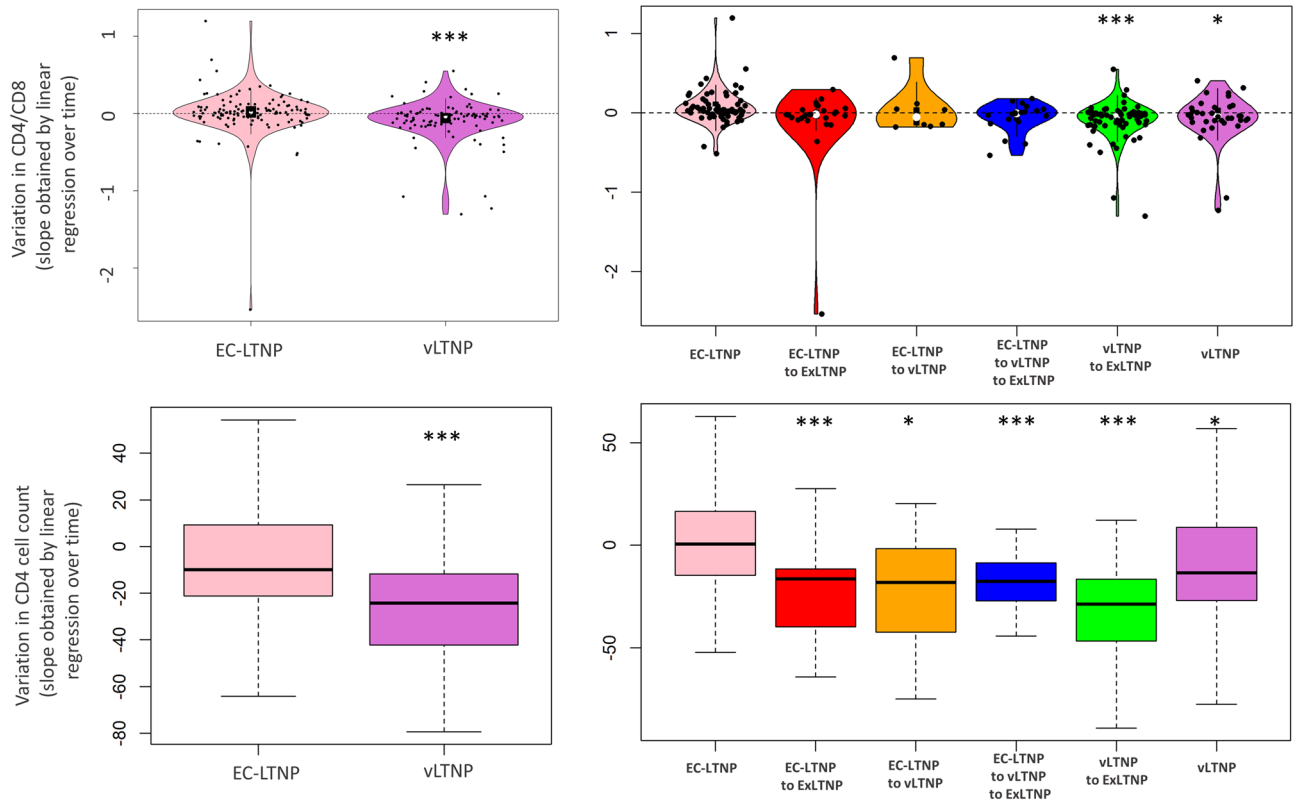 Variation in CD4/CD8
(slope obtained by linear
regression over time)
1
0
-1
-2
***
EC-LTNP
vLTNP
1
0
-1
-2
***
*
EC-LTNP
EC-LTNP
to ExLTNP
EC-LTNP
to vLTNP
EC-LTNP
to vLTNP
to ExLTNP
vLTNP
to ExLTNP
vLTNP
Variation in CD4 cell count
(slope obtained by linear
regression over time)
40
20
0
-20
-40
-60
-80
***
EC-LTNP
vLTNP
50
0
-50
***
*
***
***
*
EC-LTNP
EC-LTNP
to ExLTNP
EC-LTNP
to vLTNP
EC-LTNP
to vLTNP
to ExLTNP
vLTNP
to ExLTNP
vLTNP